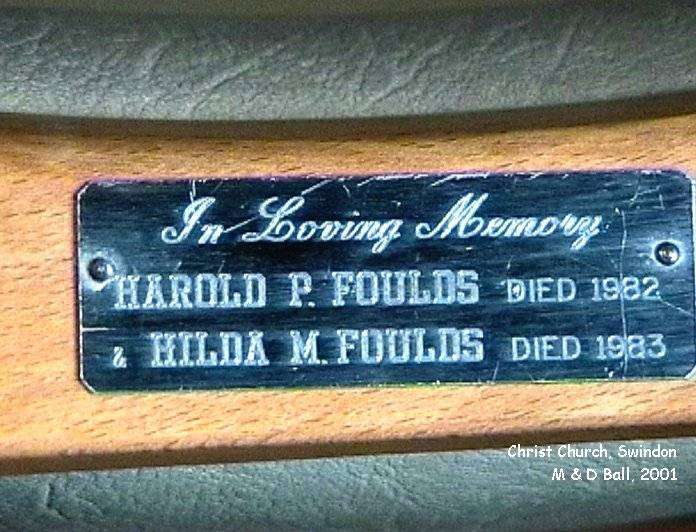 In Loving Memory
HAROLD P. FOULDS DIED 1982
& HILDA M. FOULDS DIED 1983
Christ Church, Swindon
M & D Ball, 2001